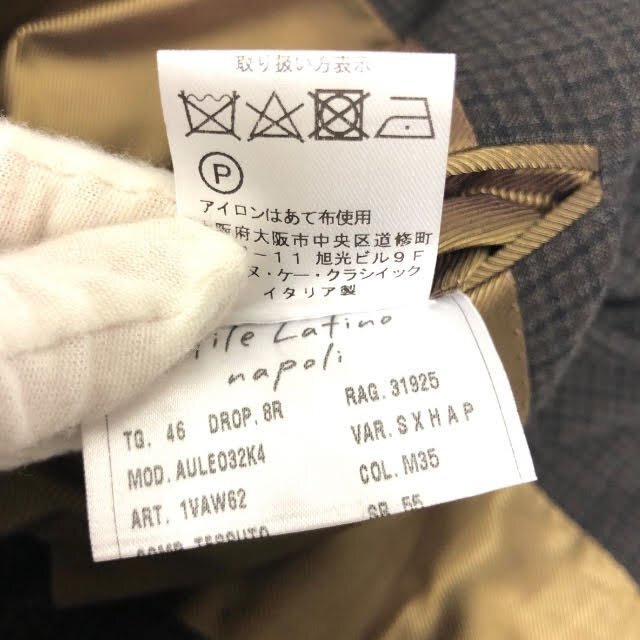 取り扱い方表示
P
アイロンはあて布使用
大阪府大阪市中央区道修町
－11 旭光ビル9F
ヌ・ケー・クラシイック
イタリア製
Latino
napoli
TG. 46 DROP. 8R RAG. 31925
MOD. AULE032K4 VAR. SXHAP
ART. 1VAW62 COL. M35